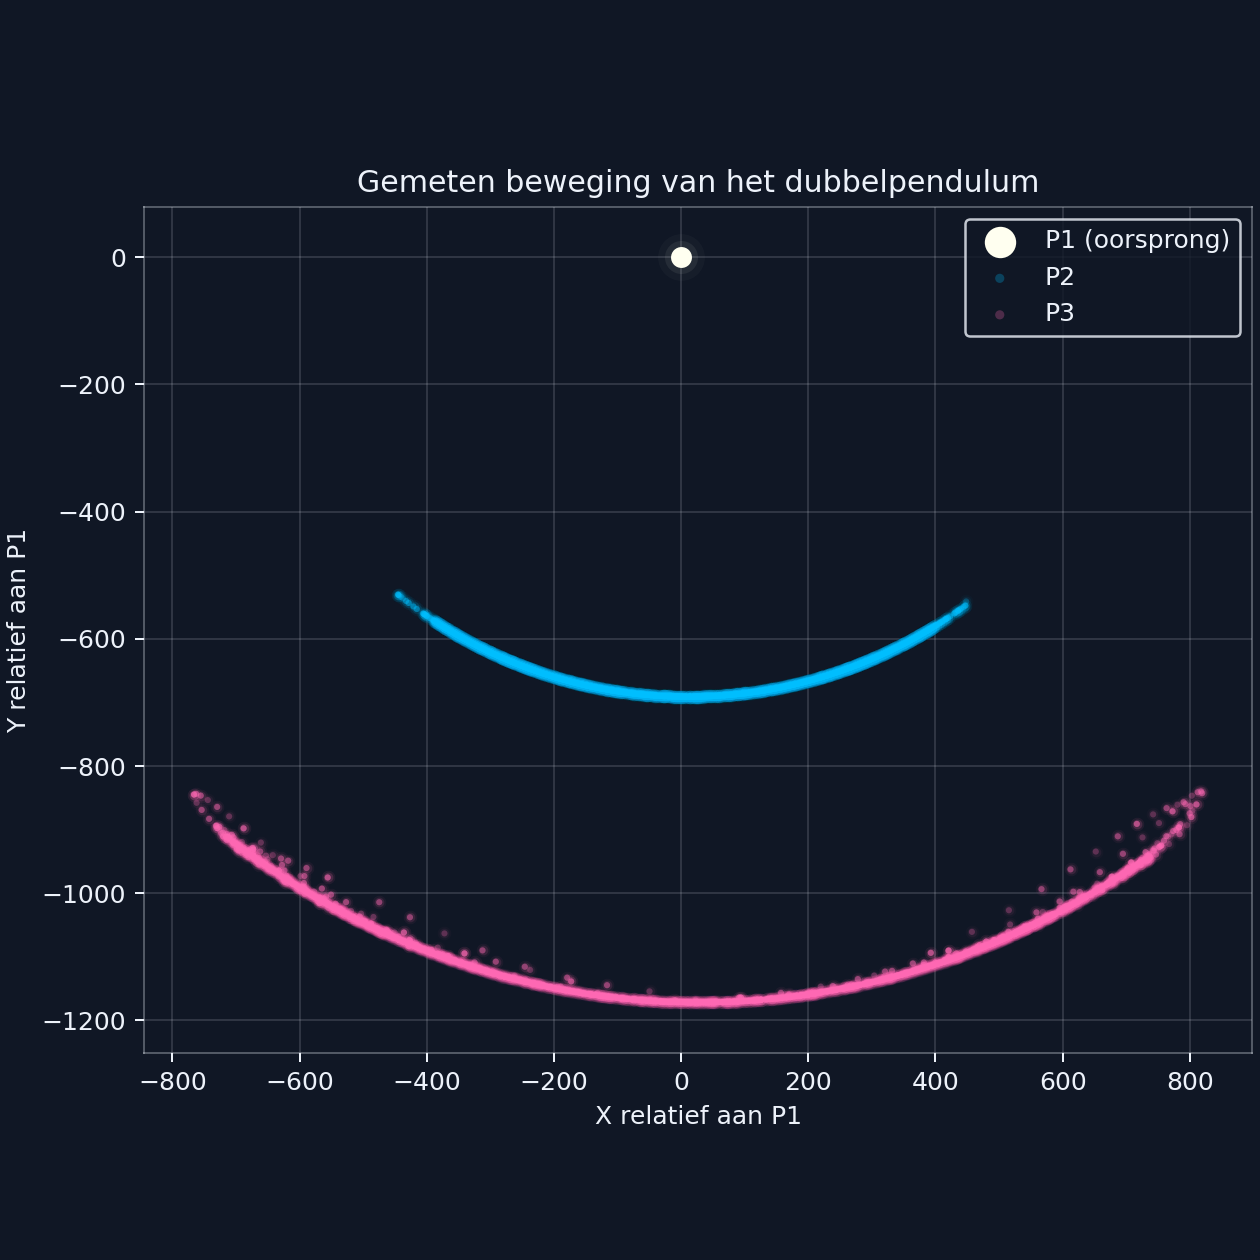 Gemeten beweging van het dubbelpendulum
P1 (oorsprong)
P2
P3
Y relatief aan P1
0
−200
−400
−600
−800
−1000
−1200
−800 −600 −400 −200 0 200 400 600 800
X relatief aan P1